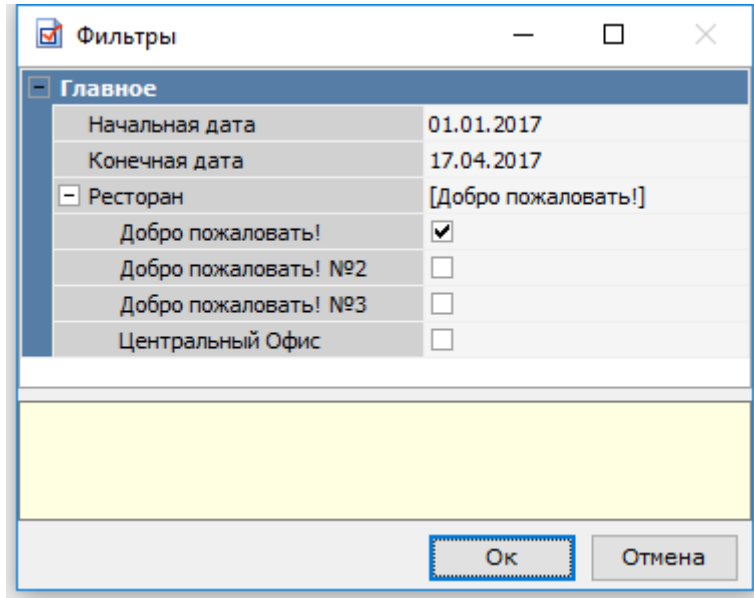 Фильтры
Главное
Начальная дата 01.01.2017
Конечная дата 17.04.2017
Ресторан [Добро пожаловать!]
Добро пожаловать!
Добро пожаловать! №2
Добро пожаловать! №3
Центральный Офис
Ок Отмена